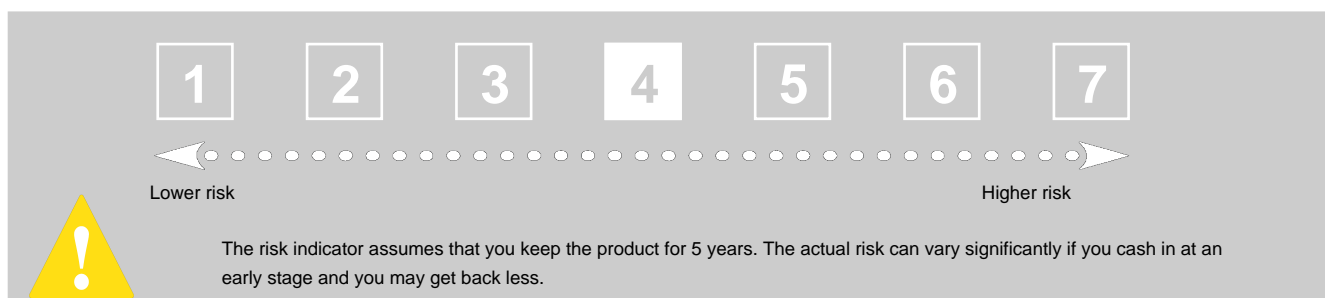 1 2 3 4 5 6 7
Lower risk Higher risk
!
The risk indicator assumes that you keep the product for 5 years. The actual risk can vary significantly if you cash in at an
early stage and you may get back less.